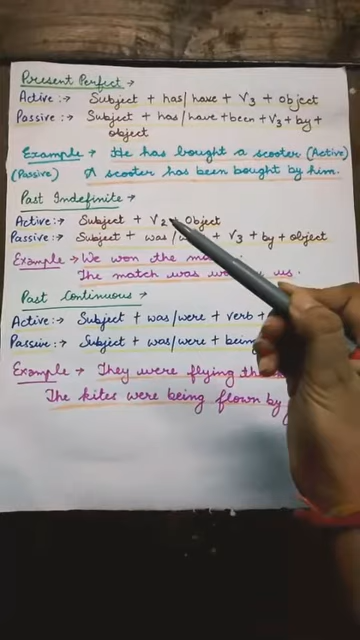 Present Perfect :→
Active :→ Subject + has/have + V3 + object
Passive :→ Subject + has/have + been + V3 + by +
object
Example :→ He has bought a scooter (Active)
(Passive) A scooter has been bought by him.
Past Indefinite :→
Active :→ Subject + V2 + Object
Passive :→ Subject + was/ + V3 + by + object
Example :→ We won the
The match was by us.
Past Continuous :→
Active :→ Subject + was/were + verb +
Passive :→ Subject + was/were + being
Example :→ They were flying
The kites were being flown by